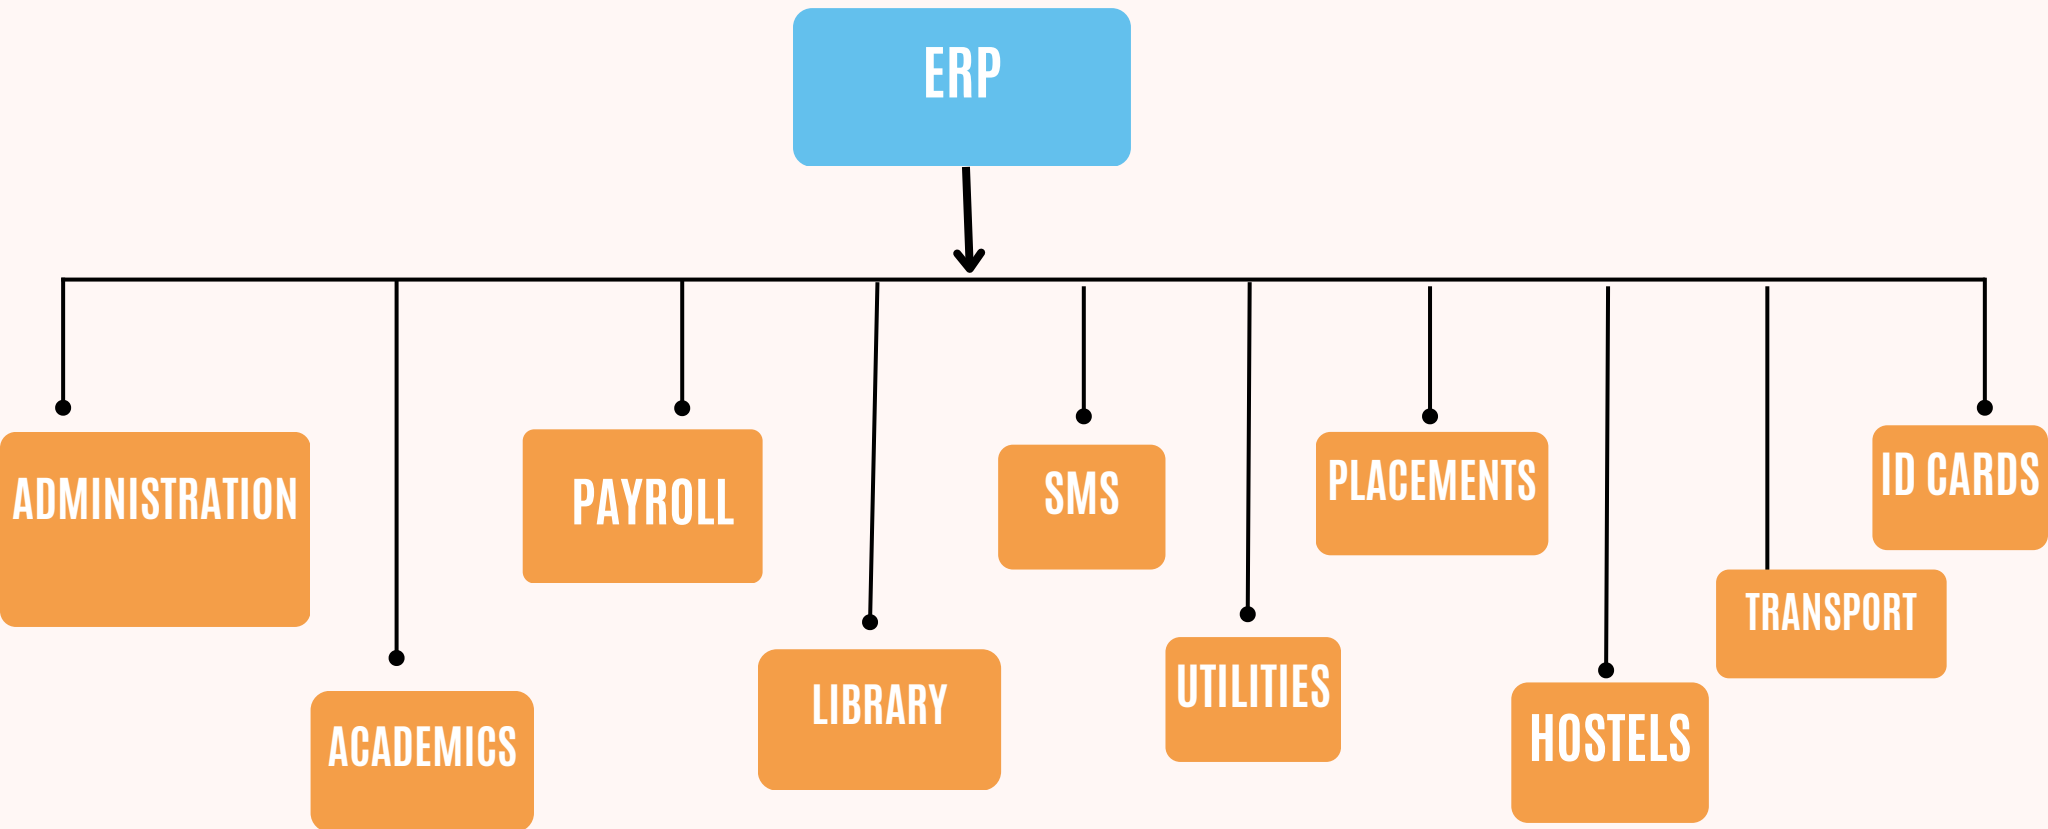 ERP
ADMINISTRATION
ACADEMICS
PAYROLL
LIBRARY
SMS
UTILITIES
PLACEMENTS
HOSTELS
TRANSPORT
ID CARDS